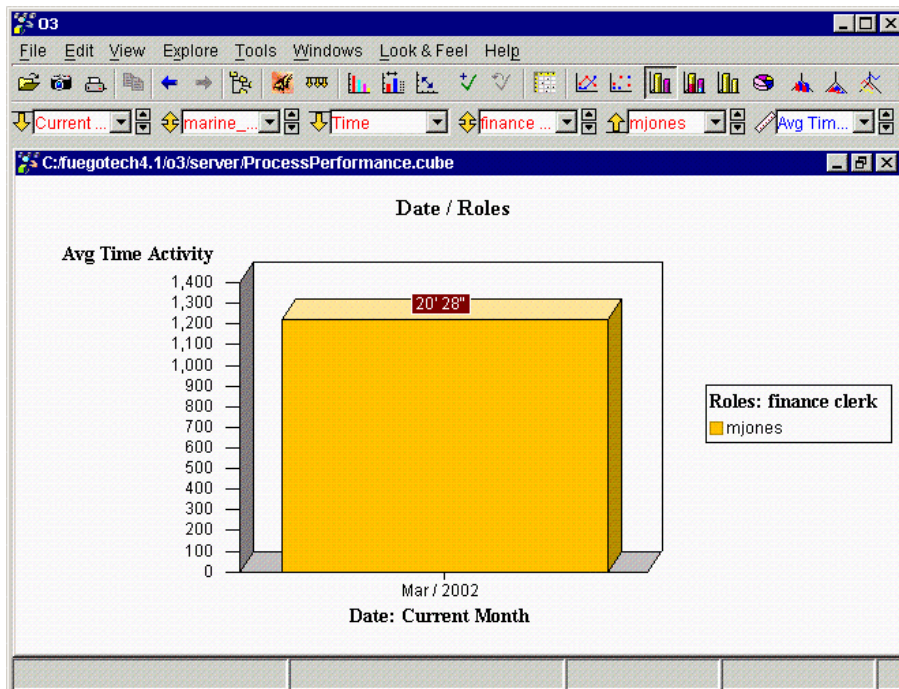 O3
File Edit View Explore Tools Windows Look & Feel Help
Current ... marine_... Time finance ... mjones Avg Tim...
C:/fuegotech4.1/o3/server/ProcessPerformance.cube
Date / Roles
Avg Time Activity
1,400
1,300
1,200
1,100
1,000
900
800
700
600
500
400
300
200
100
0
20' 28"
Roles: finance clerk
mjones
Mar / 2002
Date: Current Month